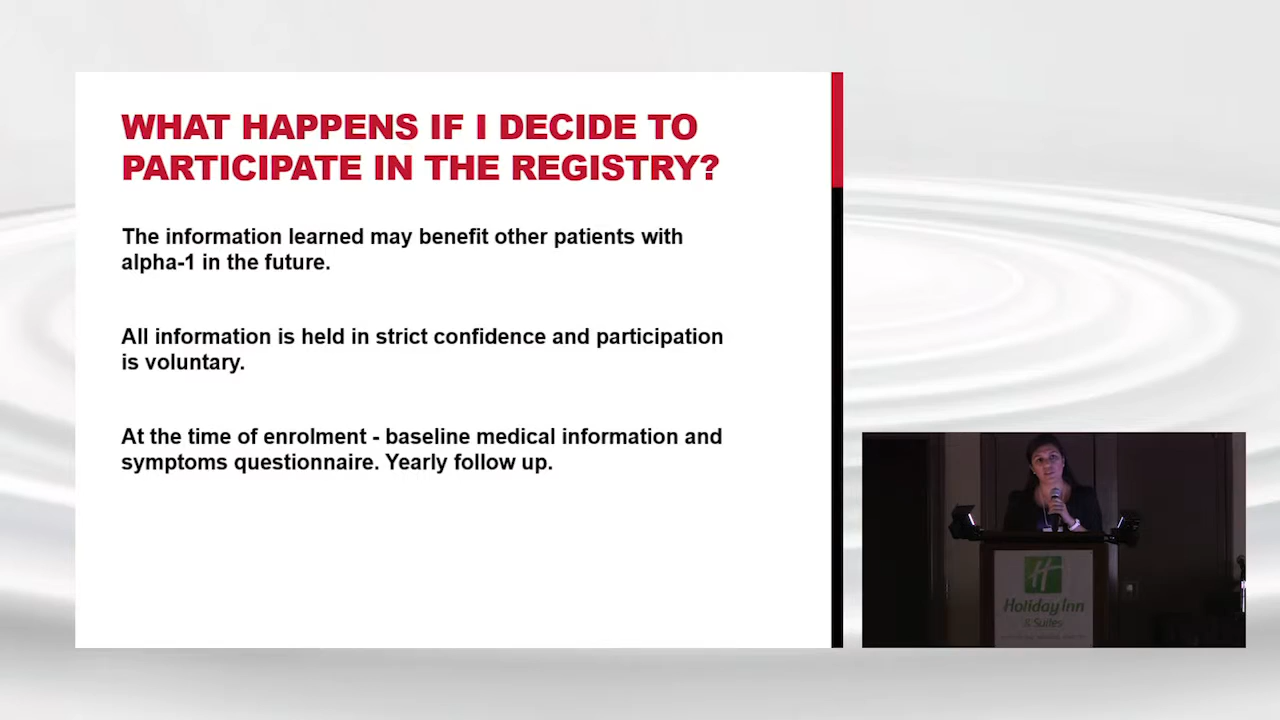 WHAT HAPPENS IF I DECIDE TO
PARTICIPATE IN THE REGISTRY?
The information learned may benefit other patients with
alpha-1 in the future.
All information is held in strict confidence and participation
is voluntary.
At the time of enrolment - baseline medical information and
symptoms questionnaire. Yearly follow up.
H
Holiday Inn
& Suites